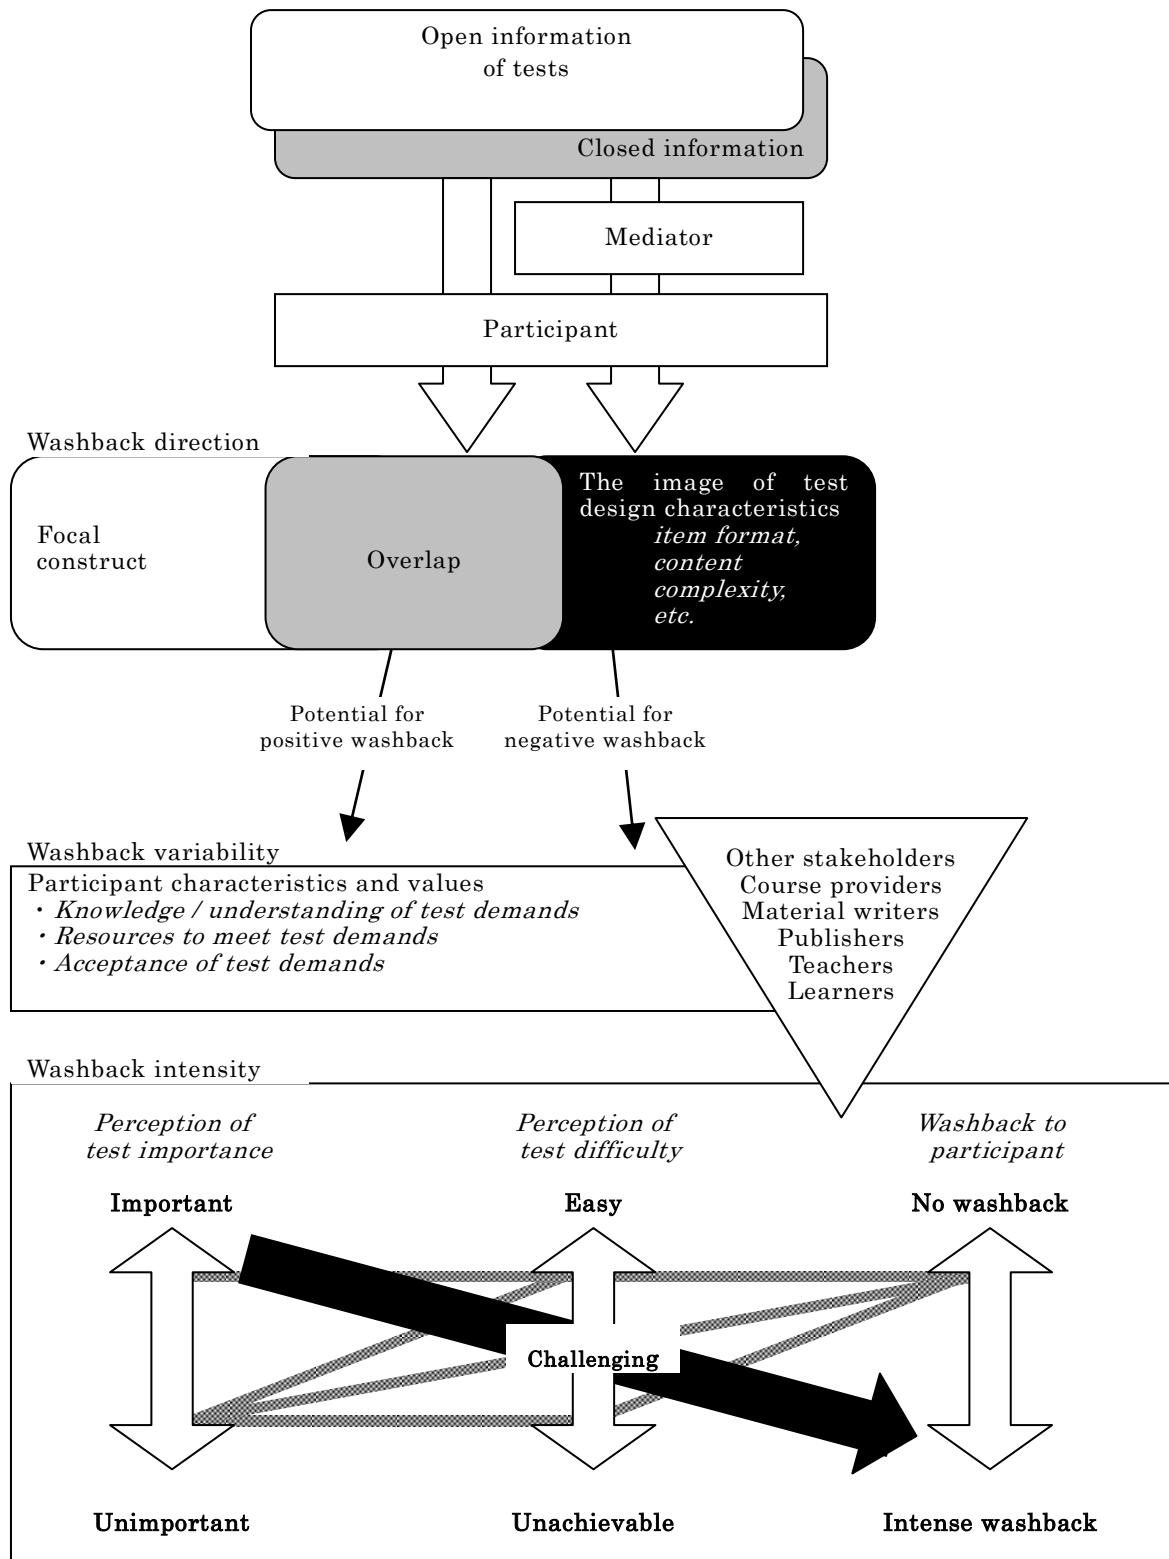 Open information
of tests
Closed information
Mediator
Participant
Washback direction
Focal
construct
Overlap
The image of test
design characteristics
item format,
content
complexity,
etc.
Potential for
positive washback
Potential for
negative washback
Washback variability
Participant characteristics and values
・Knowledge / understanding of test demands
・Resources to meet test demands
・Acceptance of test demands
Other stakeholders
Course providers
Material writers
Publishers
Teachers
Learners
Washback intensity
Perception of
test importance
Perception of
test difficulty
Washback to
participant
Important
Easy
No washback
Challenging
Unimportant
Unachievable
Intense washback